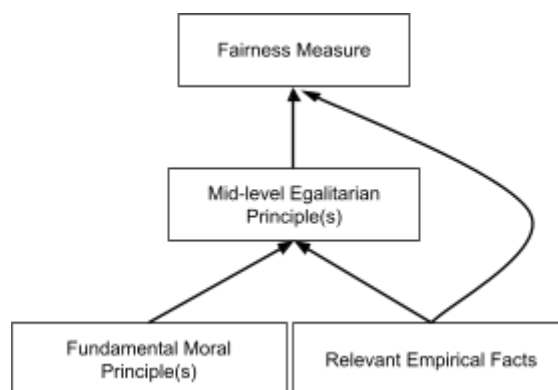 Fairness Measure
Mid-level Egalitarian
Principle(s)
Fundamental Moral
Principle(s)
Relevant Empirical Facts